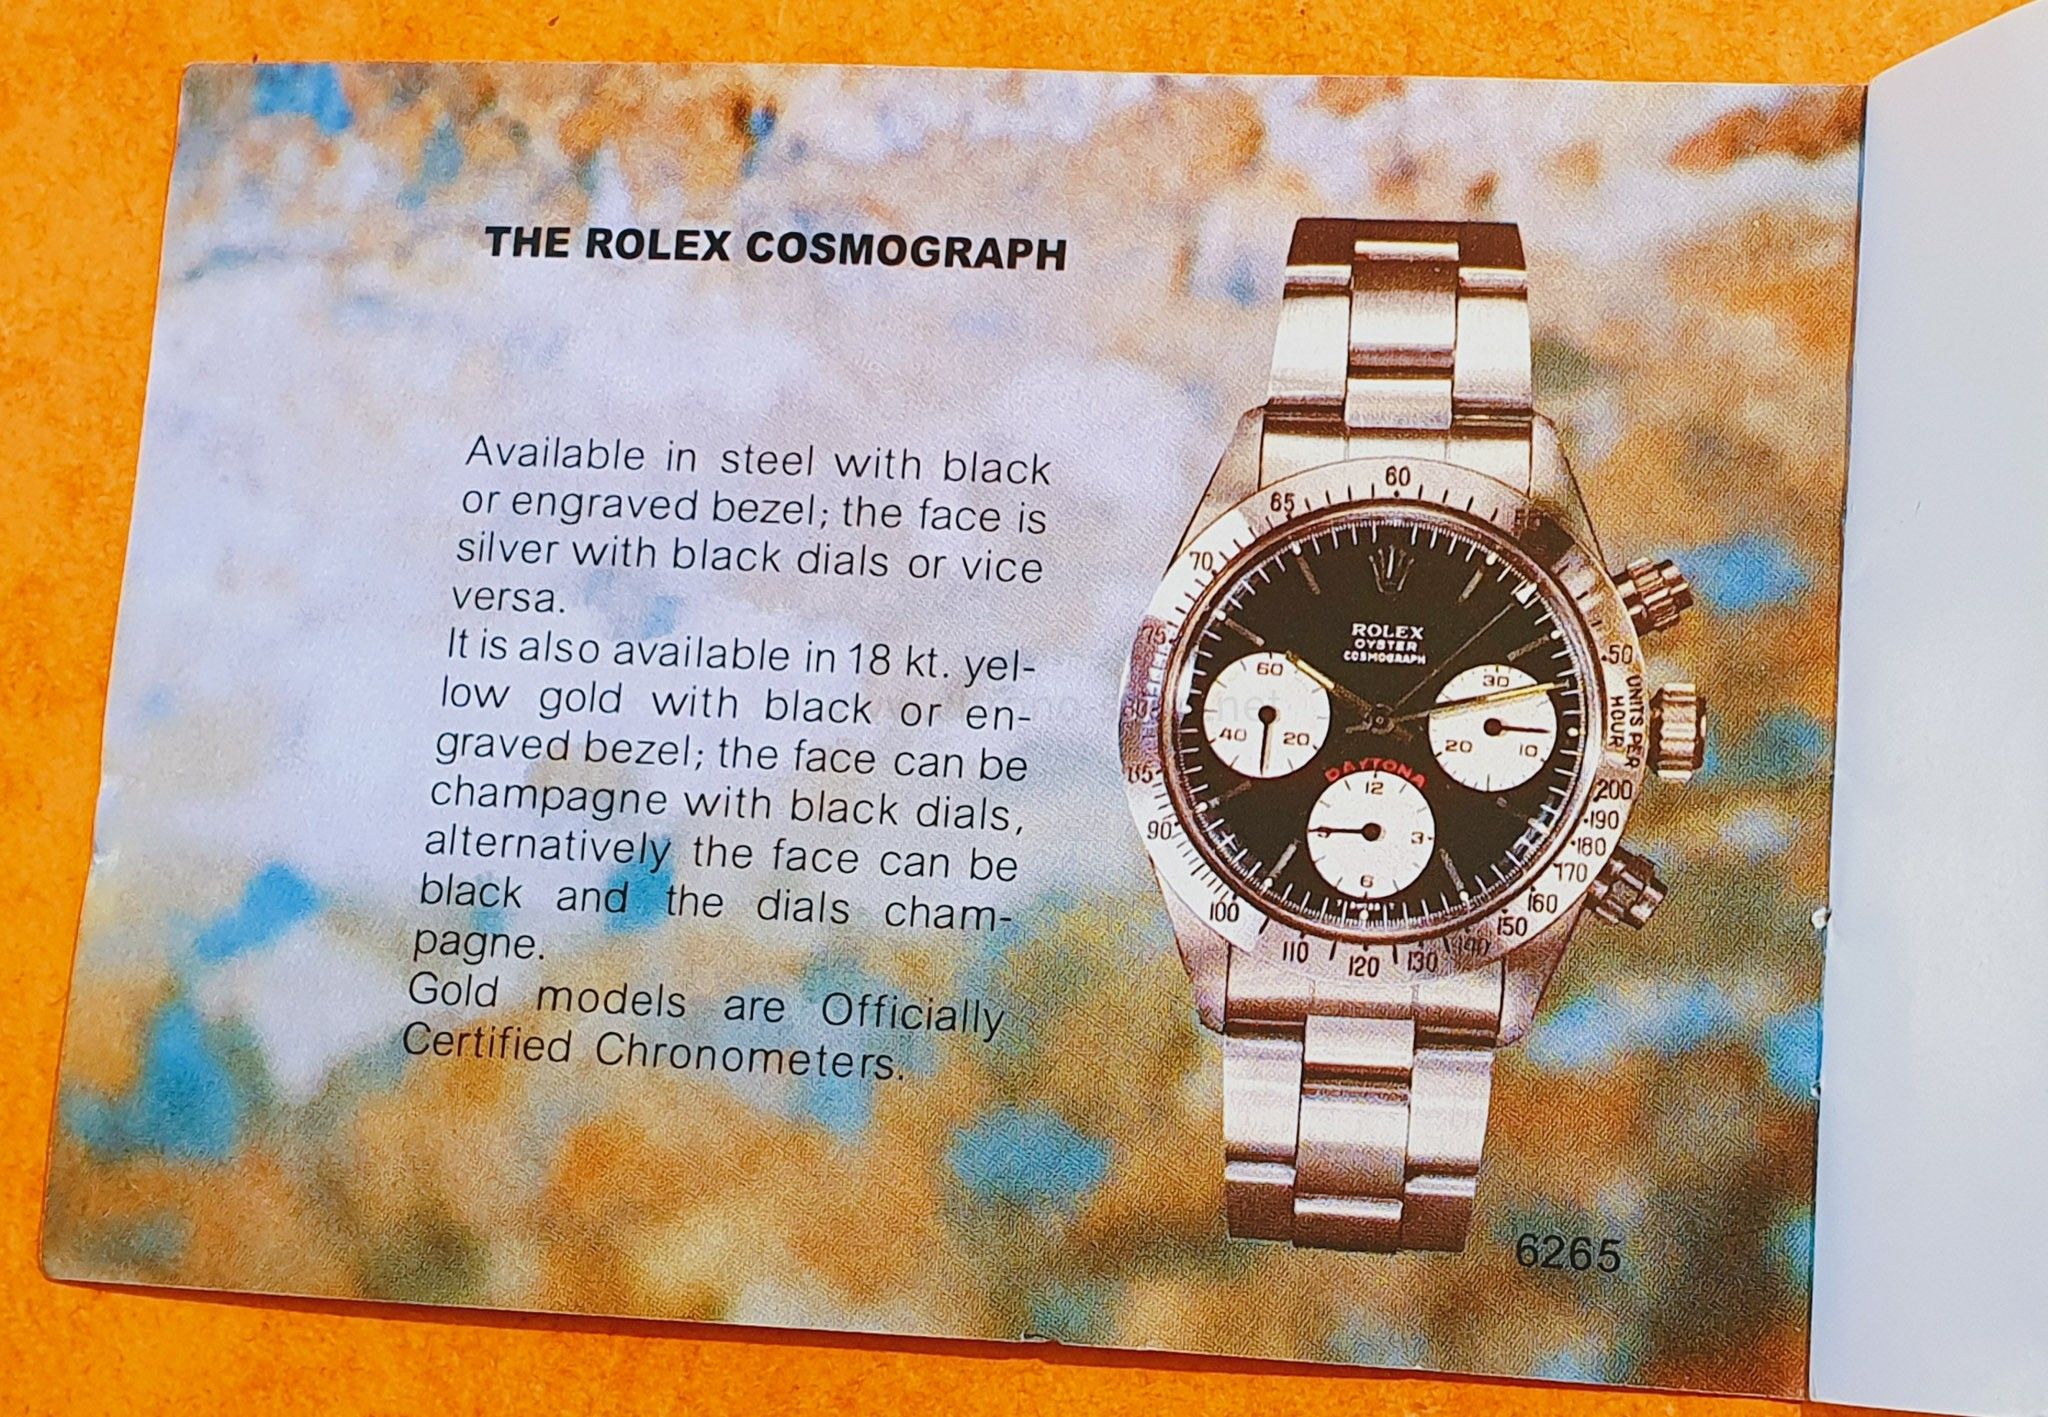 THE ROLEX COSMOGRAPH
Available in steel with black
or engraved bezel; the face is
silver with black dials or vice
versa.
It is also available in 18 kt. yel-
low gold with black or en-
graved bezel; the face can be
champagne with black dials,
alternatively the face can be
black and the dials cham-
pagne.
Gold models are Officially
Certified Chronometers.
60
65
70
75
80
85
90
100
110
120
130
140
150
160
170
180
190
200
UNITS PER
HOUR
50
ROLEX
OYSTER
COSMOGRAPH
60
20
40
30
10
20
DAYTONA
12
3
6
9
6265